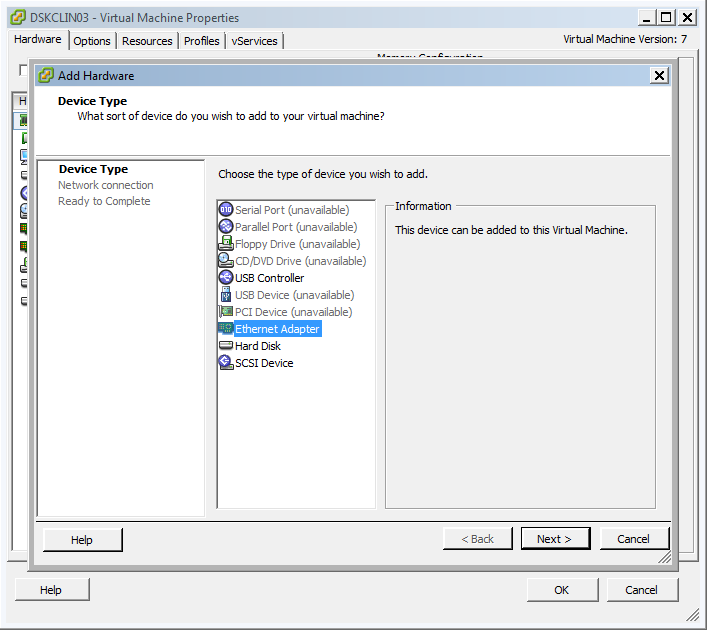 DSKCLIN03 - Virtual Machine Properties
Hardware Options Resources Profiles vServices
Virtual Machine Version: 7
Add Hardware
Device Type
What sort of device do you wish to add to your virtual machine?
Device Type
Network connection
Ready to Complete
Choose the type of device you wish to add.
Serial Port (unavailable)
Parallel Port (unavailable)
Floppy Drive (unavailable)
CD/DVD Drive (unavailable)
USB Controller
USB Device (unavailable)
PCI Device (unavailable)
Ethernet Adapter
Hard Disk
SCSI Device
Information
This device can be added to this Virtual Machine.
Help
< Back
Next >
Cancel
Help
OK
Cancel